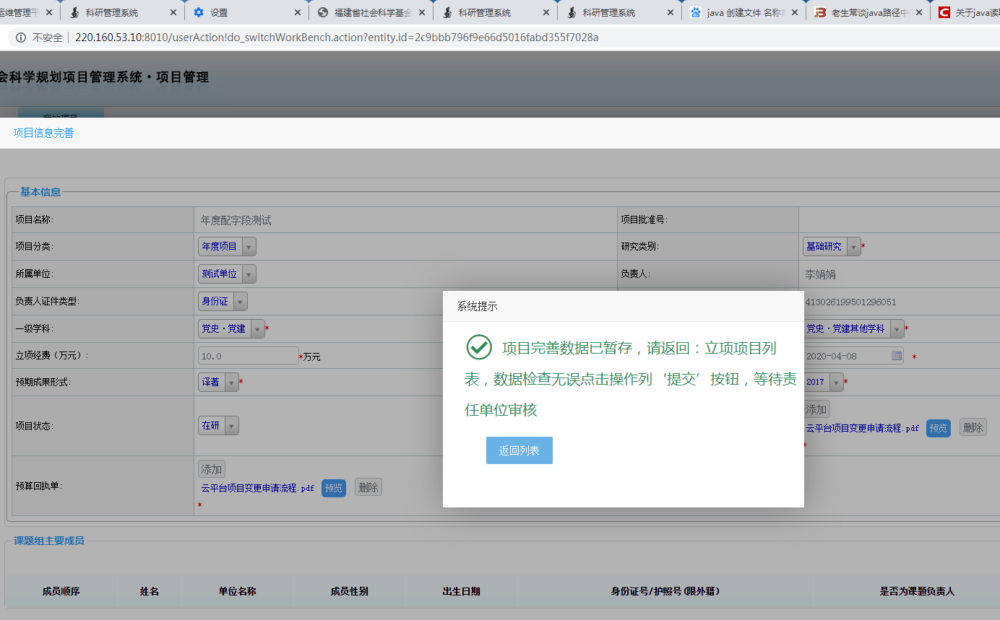 运维管理平 科研管理系统 设置 福建省社会科学基金 科研管理系统 科研管理系统 java 创建文件 名称 老生常谈java路径中 关于java读
不安全 220.160.53.10:8010/userAction!do_switchWorkBench.action?entity.id=2c9bbb796f9e66d5016fabd355f7028a
会科学规划项目管理系统·项目管理
我的项目
项目信息完善
基本信息
项目名称: 年度配字段测试 项目批准号:
项目分类: 年度项目 研究类别: 基础研究 *
所属单位: 测试单位 负责人: 李娟娟
负责人证件类型: 身份证 413026199501296051
一级学科: 党史·党建 * 党史·党建其他学科 *
立项经费（万元）: 10.0 *万元 2020-04-08 *
预期成果形式: 译著 * 2017 *
项目状态: 在研 添加
云平台项目变更申请流程.pdf 预览 删除
*
预算回执单: 添加
云平台项目变更申请流程.pdf 预览 删除
*
系统提示
项目完善数据已暂存，请返回：立项项目列
表，数据检查无误点击操作列‘提交’按钮，等待责
任单位审核
返回列表
课题组主要成员
成员顺序 姓名 单位名称 成员性别 出生日期 身份证号/护照号(限外籍) 是否为课题负责人